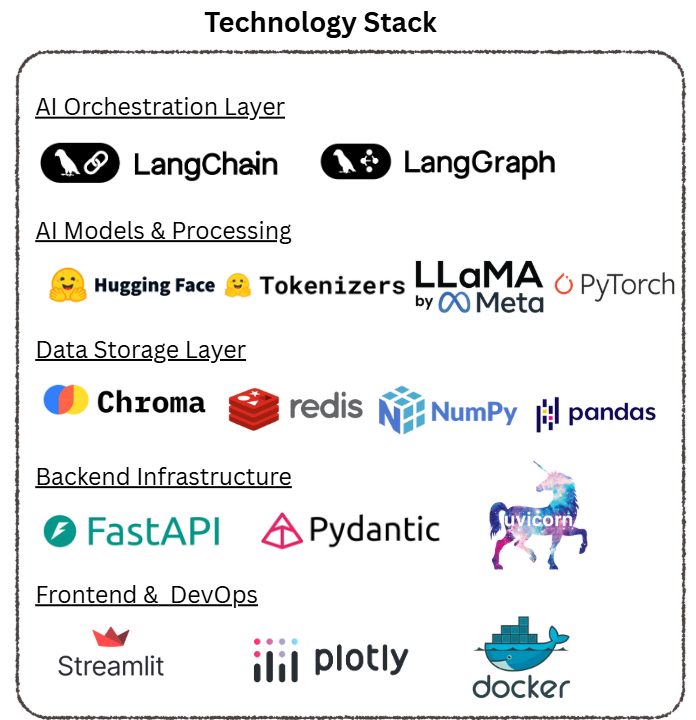 Technology Stack
AI Orchestration Layer
LangChain LangGraph
AI Models & Processing
Hugging Face Tokenizers LLaMA by Meta PyTorch
Data Storage Layer
Chroma redis NumPy pandas
Backend Infrastructure
FastAPI Pydantic uvicorn
Frontend & DevOps
Streamlit plotly docker